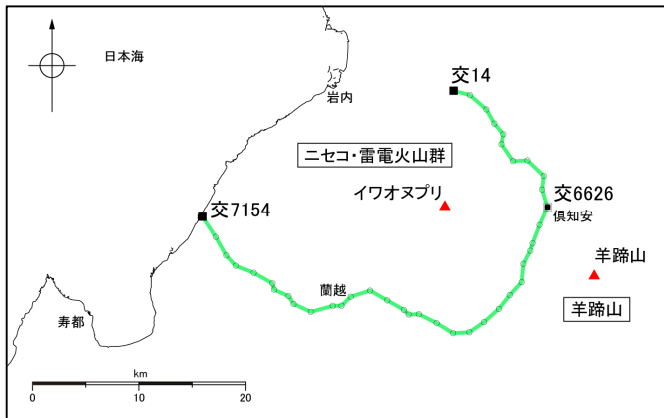 日本海
交14
岩内
ニセコ・雷電火山群
イワオヌプリ
交6626
倶知安
交7154
羊蹄山
蘭越
羊蹄山
寿都
km
0 10 20